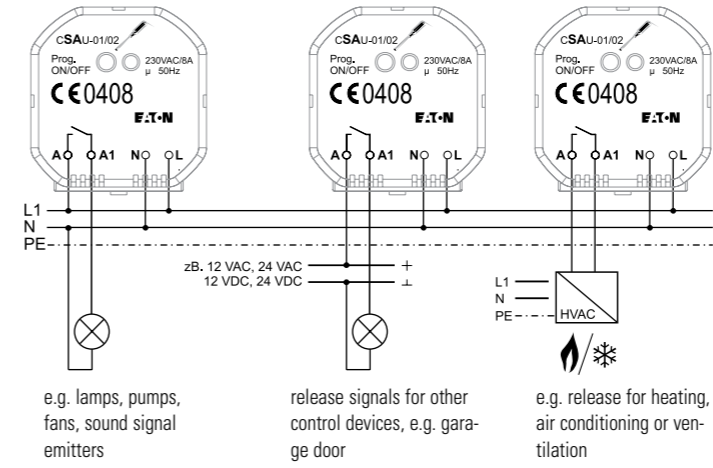 CSAU-01/02
Prog. ON/OFF
230VAC/8A
µ 50Hz
CE0408
EATON
A A1 N L
CSAU-01/02
Prog. ON/OFF
230VAC/8A
µ 50Hz
CE0408
EATON
A A1 N L
CSAU-01/02
Prog. ON/OFF
230VAC/8A
µ 50Hz
CE0408
EATON
A A1 N L
L1
N
PE
zB. 12 VAC, 24 VAC +
12 VDC, 24 VDC ⊥
L1
N
PE
HVAC
e.g. lamps, pumps,
fans, sound signal
emitters
release signals for other
control devices, e.g. gara-
ge door
e.g. release for heating,
air conditioning or ven-
tilation